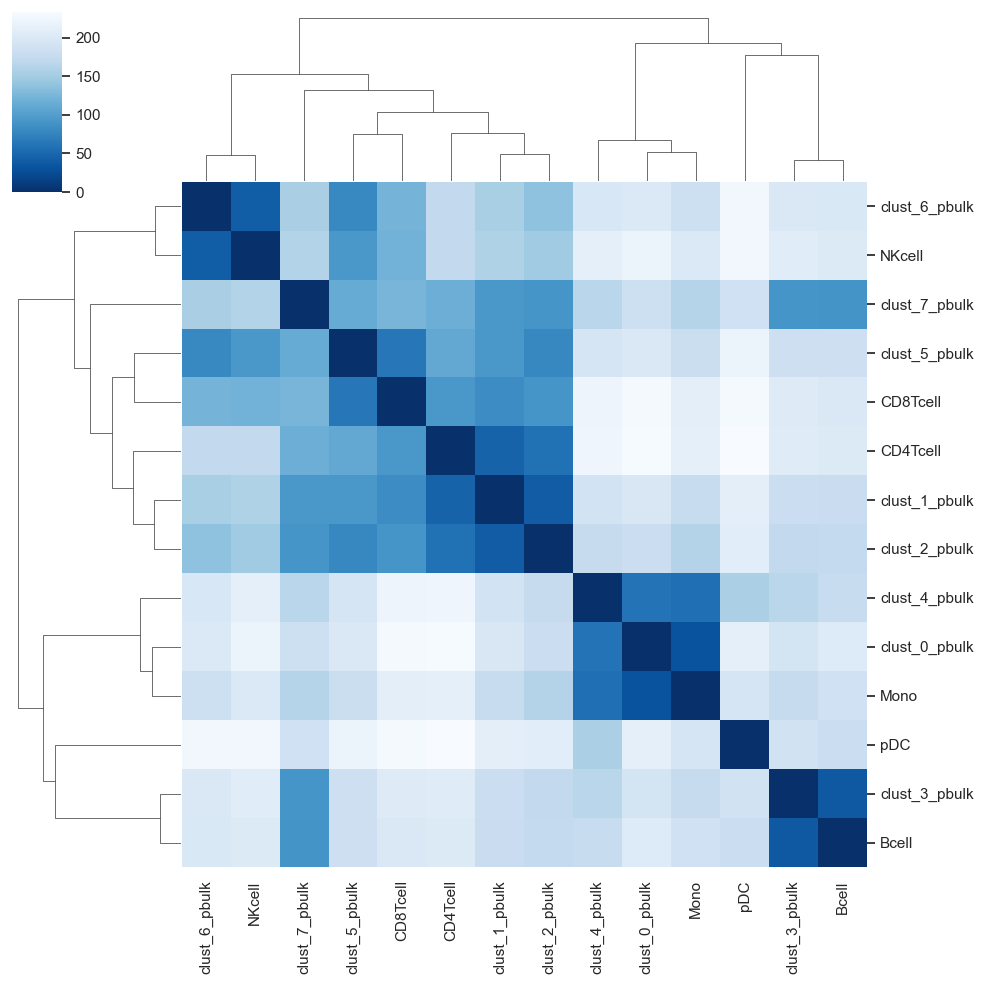 200
150
100
50
0
clust_6_pbulk
NKcell
clust_7_pbulk
clust_5_pbulk
CD8Tcell
CD4Tcell
clust_1_pbulk
clust_2_pbulk
clust_4_pbulk
clust_0_pbulk
Mono
pDC
clust_3_pbulk
Bcell
clust_6_pbulk
NKcell
clust_7_pbulk
clust_5_pbulk
CD8Tcell
CD4Tcell
clust_1_pbulk
clust_2_pbulk
clust_4_pbulk
clust_0_pbulk
Mono
pDC
clust_3_pbulk
Bcell